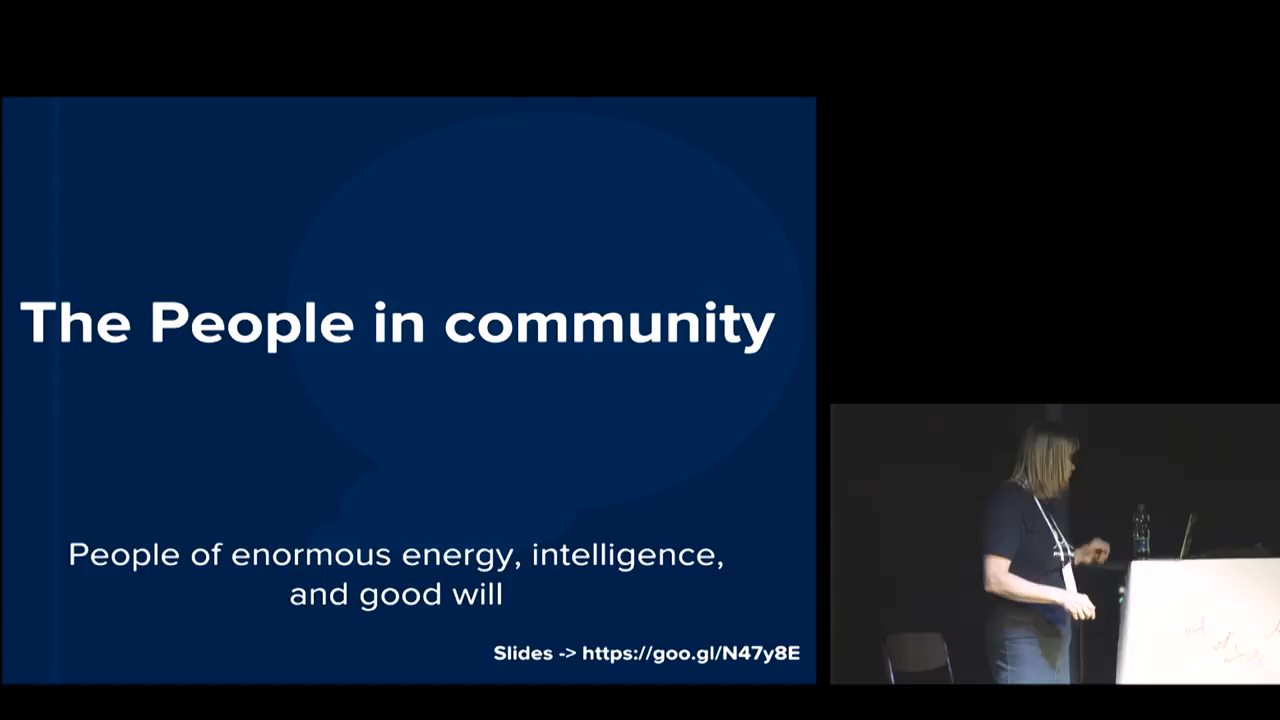 The People in community
People of enormous energy, intelligence,
and good will
Slides -> https://goo.gl/N47y8E